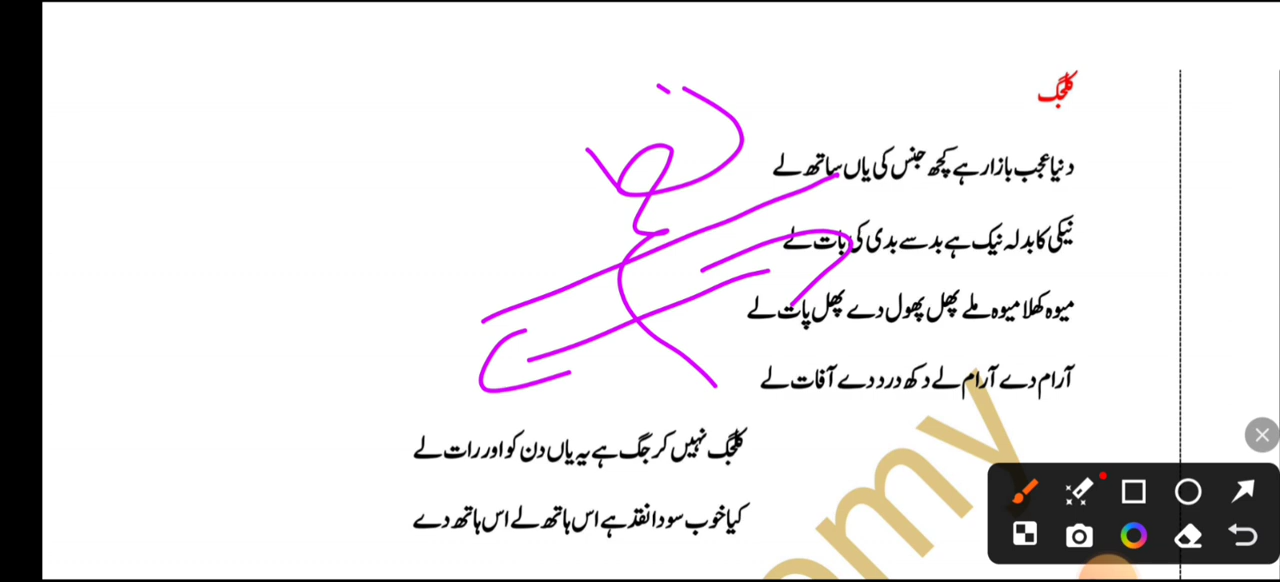 کلجگ
دنیا عجب بازار ہے کچھ جنس کی یاں ساتھ لے
نیکی کا بدلہ نیک ہے بد سے بدی کی بات لے
میوہ کھلا میوہ ملے پھل پھول دے پھل پات لے
آرام دے آرام لے دکھ درد دے آفات لے
کلجگ نہیں کر جگ ہے یہ یاں دن کو اور رات لے
کیا خوب سودا نقد ہے اس ہاتھ لے اس ہاتھ دے
omy